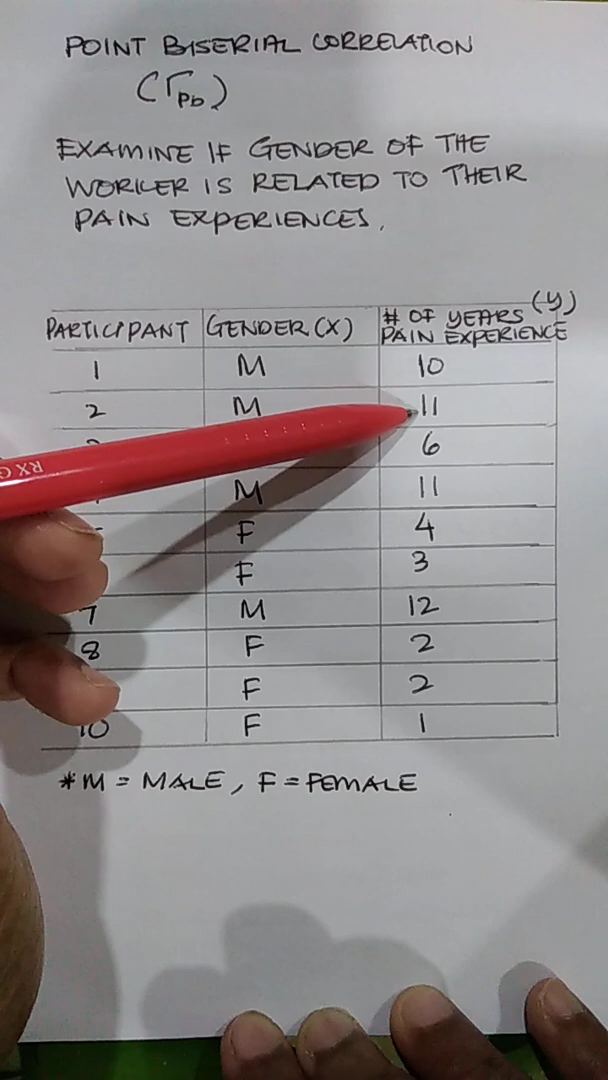 POINT BISERIAL CORRELATION
(rpb)
EXAMINE IF GENDER OF THE
WORKER IS RELATED TO THEIR
PAIN EXPERIENCES.
PARTICIPANT GENDER (X) # OF YEARS (Y) PAIN EXPERIENCE
1 M 10
2 M 11
6
M 11
F 4
F 3
7 M 12
8 F 2
F 2
10 F 1
*M = MALE, F = FEMALE
RX